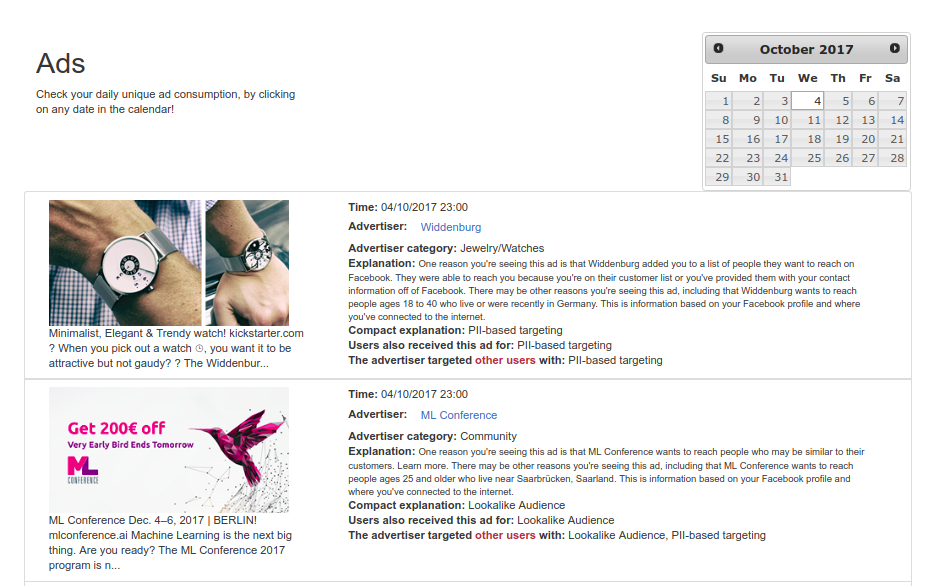 Ads
Check your daily unique ad consumption, by clicking
on any date in the calendar!
October 2017
Su Mo Tu We Th Fr Sa
1 2 3 4 5 6 7
8 9 10 11 12 13 14
15 16 17 18 19 20 21
22 23 24 25 26 27 28
29 30 31
Minimalist, Elegant & Trendy watch! kickstarter.com
? When you pick out a watch 🕒, you want it to be
attractive but not gaudy? ? The Widdenbur...
Time: 04/10/2017 23:00
Advertiser: Widdenburg
Advertiser category: Jewelry/Watches
Explanation: One reason you're seeing this ad is that Widdenburg added you to a list of people they want to reach on
Facebook. They were able to reach you because you're on their customer list or you've provided them with your contact
information off of Facebook. There may be other reasons you're seeing this ad, including that Widdenburg wants to reach
people ages 18 to 40 who live or were recently in Germany. This is information based on your Facebook profile and where
you've connected to the internet.
Compact explanation: PII-based targeting
Users also received this ad for: PII-based targeting
The advertiser targeted other users with: PII-based targeting
Get 200€ off
Very Early Bird Ends Tomorrow
ML
CONFERENCE
ML Conference Dec. 4–6, 2017 | BERLIN!
mlconference.ai Machine Learning is the next big
thing. Are you ready? The ML Conference 2017
program is n...
Time: 04/10/2017 23:00
Advertiser: ML Conference
Advertiser category: Community
Explanation: One reason you're seeing this ad is that ML Conference wants to reach people who may be similar to their
customers. Learn more. There may be other reasons you're seeing this ad, including that ML Conference wants to reach
people ages 25 and older who live near Saarbrücken, Saarland. This is information based on your Facebook profile and
where you've connected to the internet.
Compact explanation: Lookalike Audience
Users also received this ad for: Lookalike Audience
The advertiser targeted other users with: Lookalike Audience, PII-based targeting